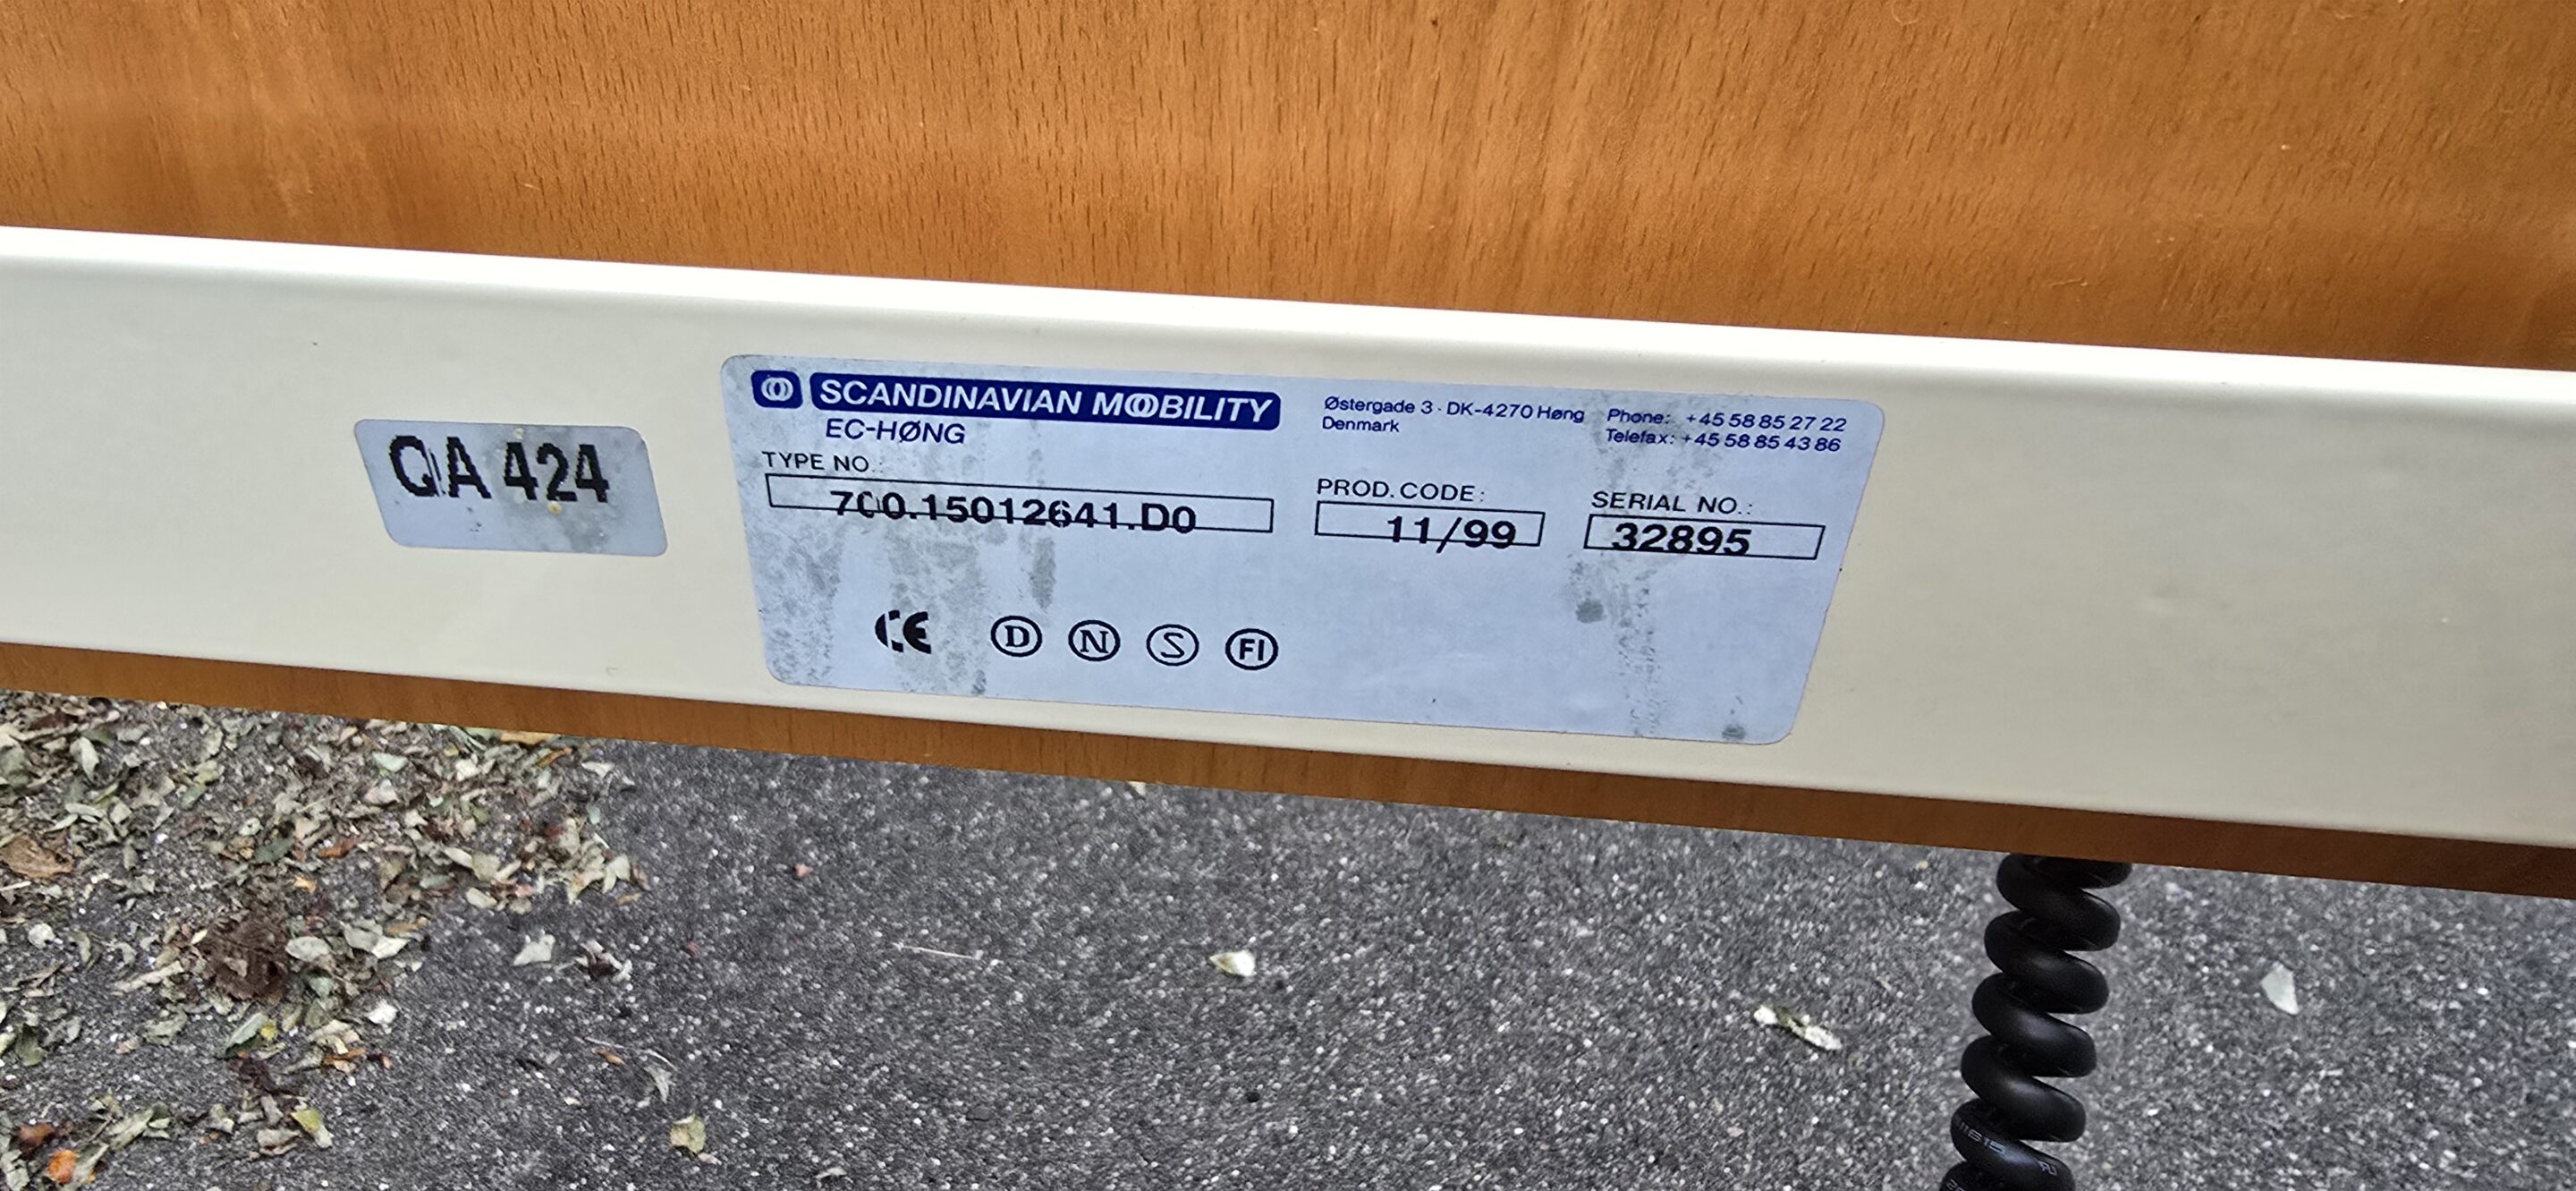 QA 424
SCANDINAVIAN MOBILITY
EC-HØNG
Østergade 3 · DK-4270 Høng
Denmark
Phone: +45 58 85 27 22
Telefax: +45 58 85 43 86
TYPE NO.:
700.15012641.D0
PROD. CODE:
11/99
SERIAL NO.:
32895
CE D N S FI